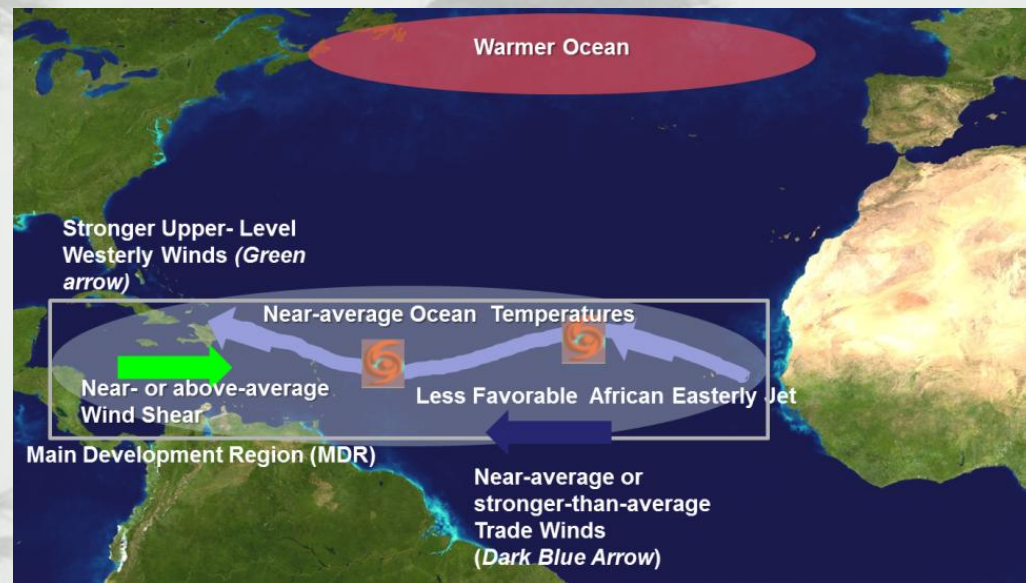 Warmer Ocean
Stronger Upper- Level
Westerly Winds (Green
arrow)
Near-average Ocean Temperatures
Near- or above-average
Wind Shear
Less Favorable African Easterly Jet
Main Development Region (MDR)
Near-average or
stronger-than-average
Trade Winds
(Dark Blue Arrow)